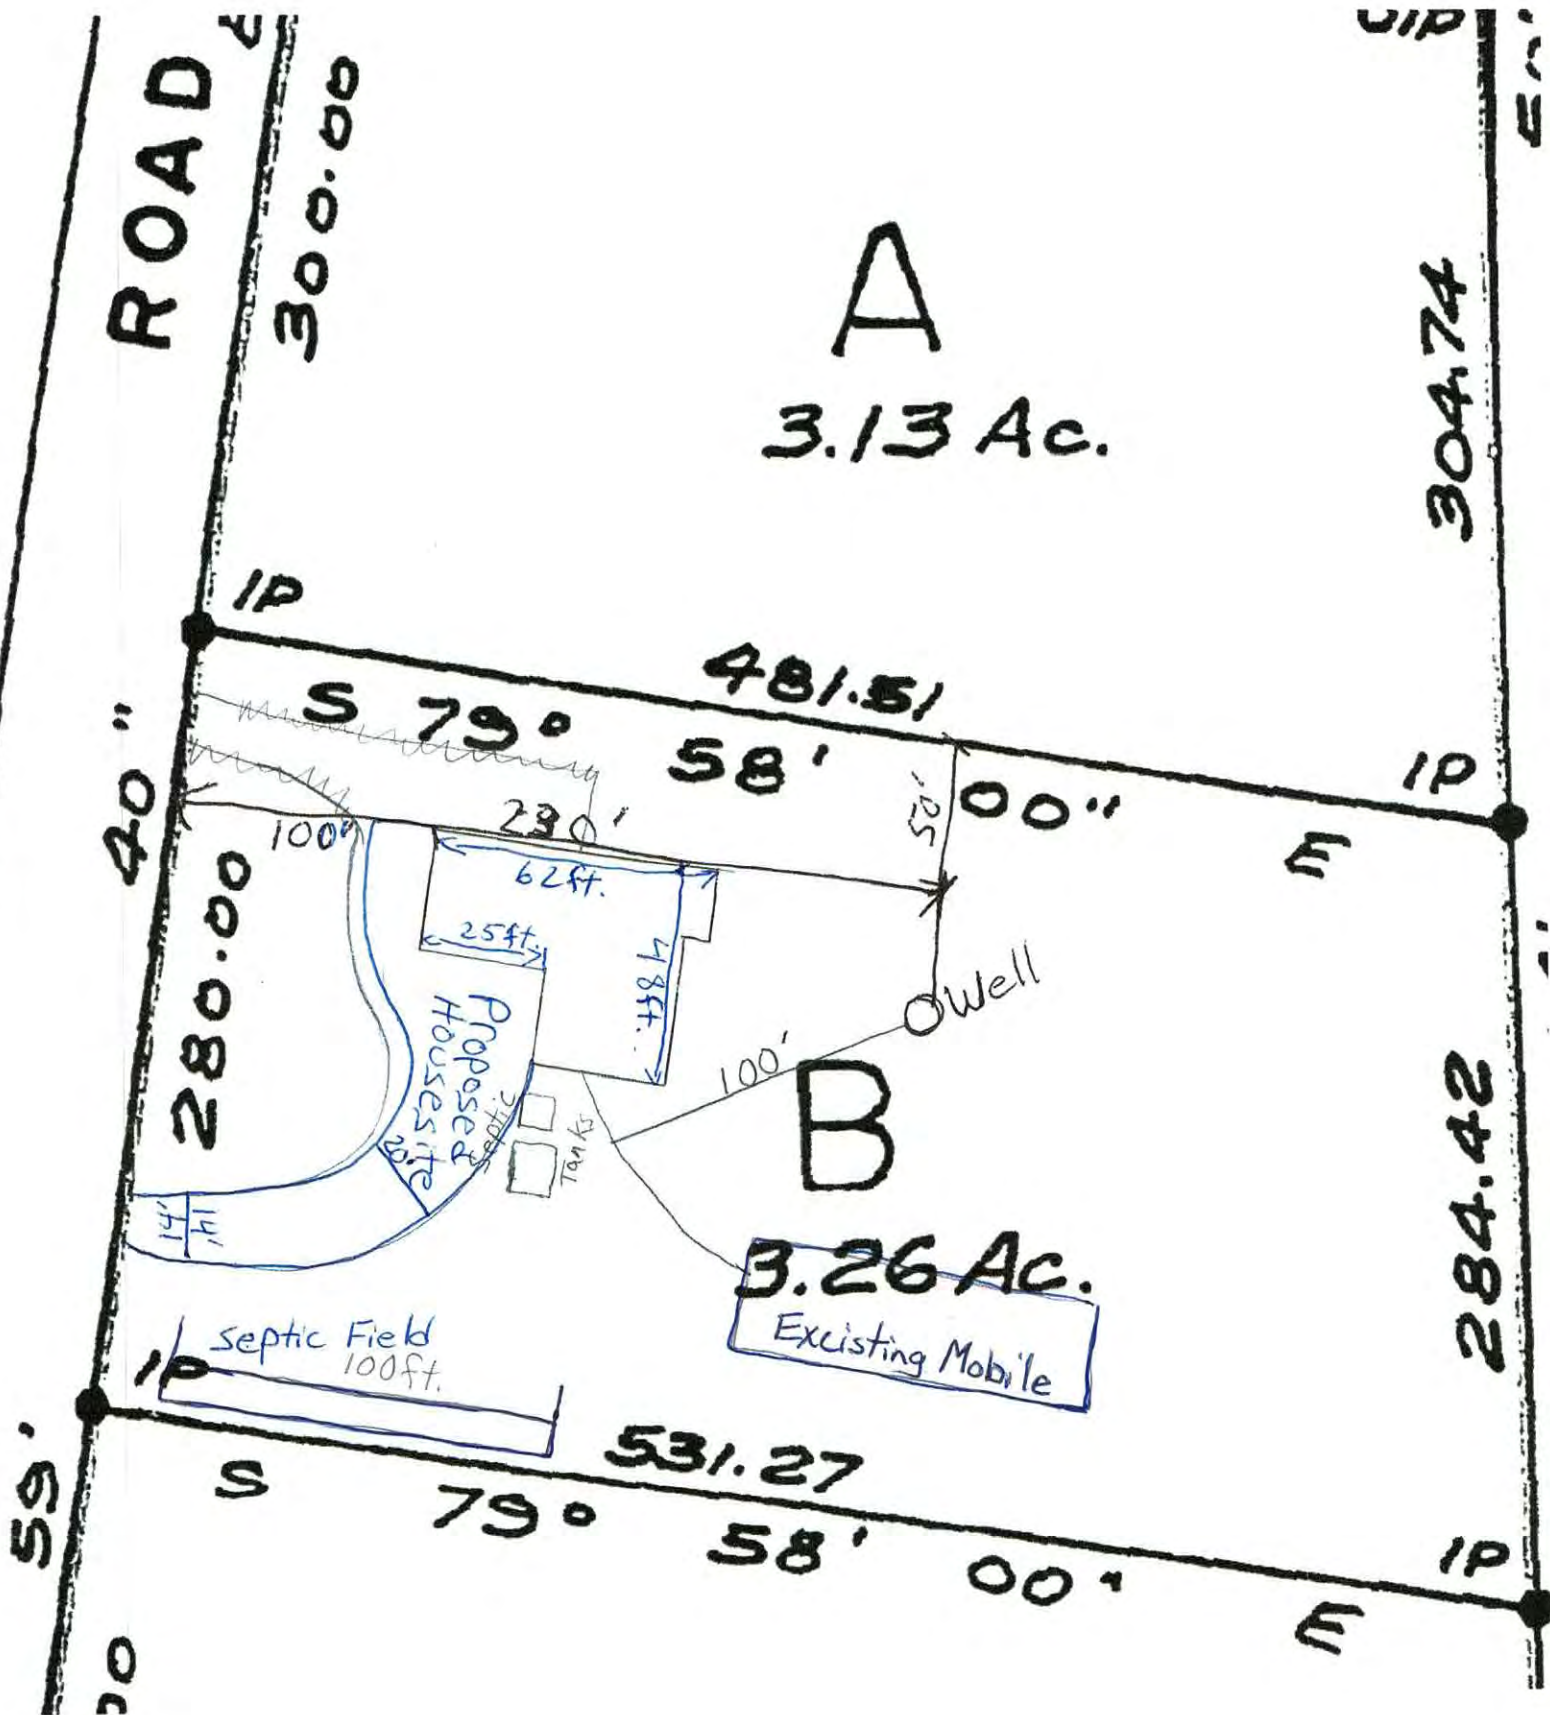 ROAD
300.00
A
3.13 Ac.
304.74
IP
481.51
S 79° 58' 00" E
IP
40"
280.00
100'
230'
50'
62ft.
25ft.
48ft.
Proposed
Housesite
Well
100'
B
3.26 Ac.
284.42
septic
Tanks
20'
14'
14'
Excisting Mobile
septic Field
100ft.
IP
531.27
S 79° 58' 00" E
IP
59'